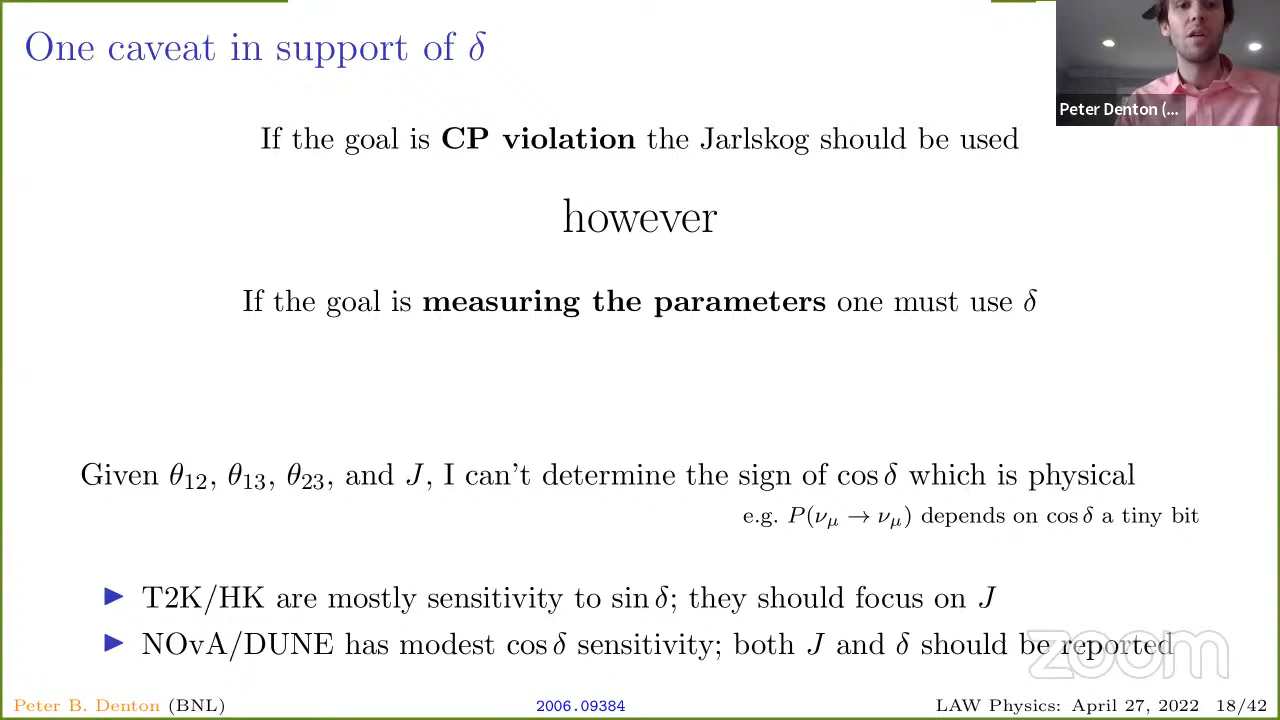 One caveat in support of δ
Peter Denton (...
If the goal is CP violation the Jarlskog should be used
however
If the goal is measuring the parameters one must use δ
Given θ₁₂, θ₁₃, θ₂₃, and J, I can't determine the sign of cos δ which is physical
e.g. P(ν_μ → ν_μ) depends on cos δ a tiny bit
▶ T2K/HK are mostly sensitivity to sin δ; they should focus on J
▶ NOvA/DUNE has modest cos δ sensitivity; both J and δ should be reported
zoom
Peter B. Denton (BNL) 2006.09384 LAW Physics: April 27, 2022 18/42